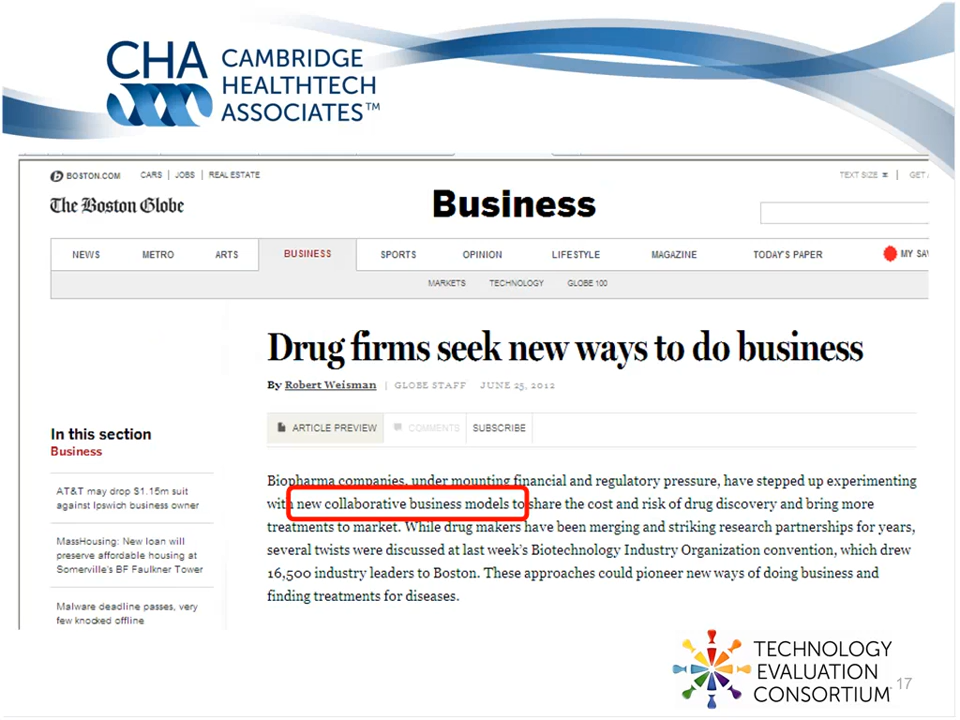 CHA CAMBRIDGE
HEALTHTECH
ASSOCIATES™
BOSTON.COM CARS | JOBS | REAL ESTATE
TEXT SIZE | GET
The Boston Globe
Business
NEWS METRO ARTS BUSINESS SPORTS OPINION LIFESTYLE MAGAZINE TODAY'S PAPER MY SAV
MARKETS TECHNOLOGY GLOBE 100
Drug firms seek new ways to do business
By Robert Weisman | GLOBE STAFF JUNE 25, 2012
ARTICLE PREVIEW COMMENTS SUBSCRIBE
In this section
Business
AT&T may drop $1.15m suit
against Ipswich business owner
MassHousing: New loan will
preserve affordable housing at
Somerville's BF Faulkner Tower
Malware deadline passes, very
few knocked offline
Biopharma companies, under mounting financial and regulatory pressure, have stepped up experimenting
with new collaborative business models to share the cost and risk of drug discovery and bring more
treatments to market. While drug makers have been merging and striking research partnerships for years,
several twists were discussed at last week's Biotechnology Industry Organization convention, which drew
16,500 industry leaders to Boston. These approaches could pioneer new ways of doing business and
finding treatments for diseases.
TECHNOLOGY
EVALUATION
CONSORTIUM
17